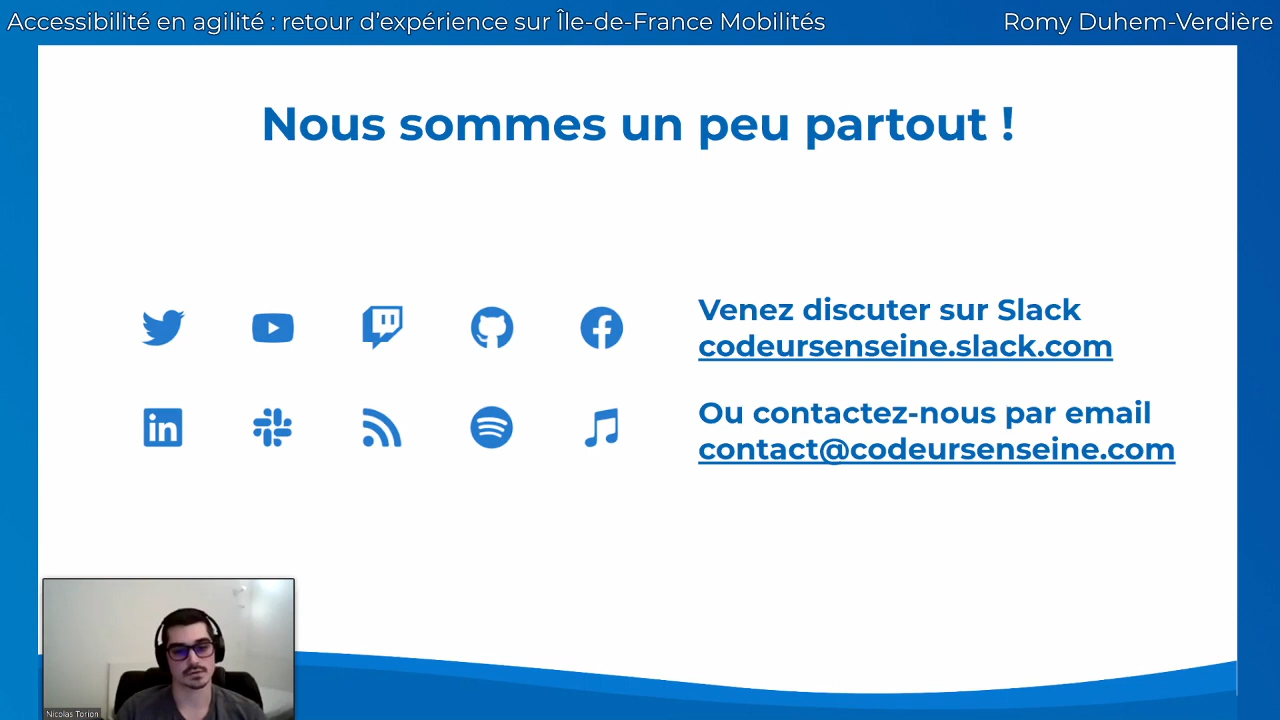 Accessibilité en agilité : retour d’expérience sur Île-de-France Mobilités
Romy Duhem-Verdière
Nous sommes un peu partout !
Venez discuter sur Slack
codeursenseine.slack.com
Ou contactez-nous par email
contact@codeursenseine.com
Nicolas Torion